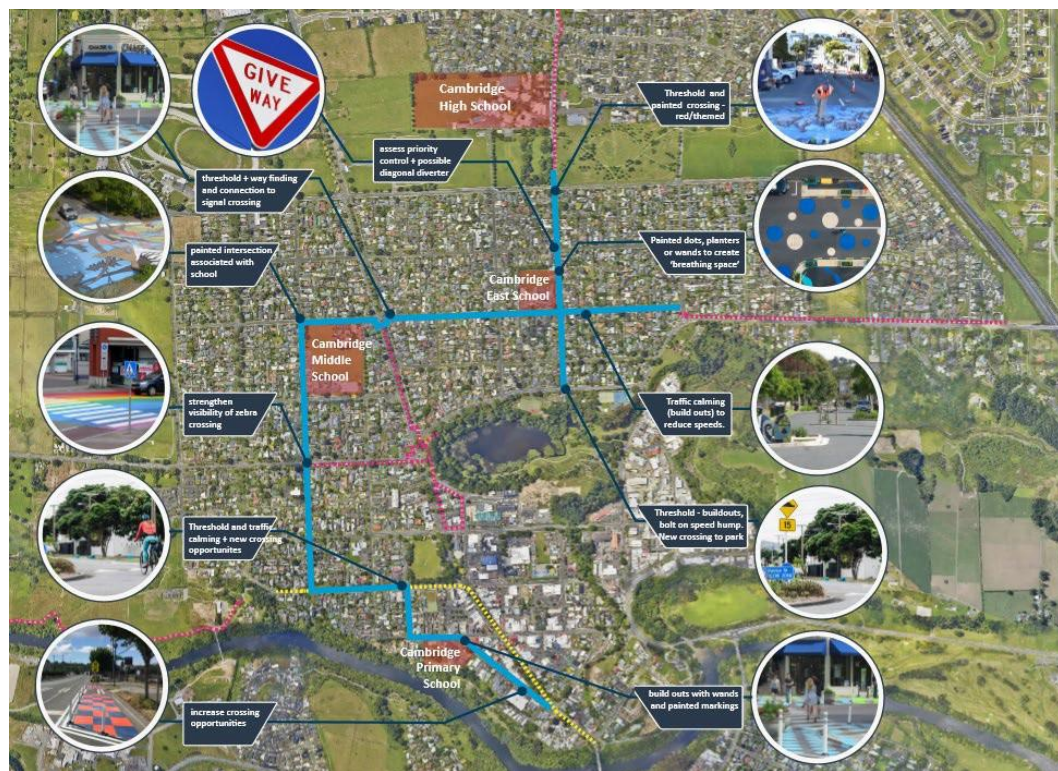 CHASE
CHASE
GIVE
WAY
Cambridge
High School
Threshold and
painted crossing -
red/themed
assess priority
control + possible
diagonal diverter
threshold + way finding
and connection to
signal crossing
painted intersection
associated with
school
Painted dots, planters
or wands to create
'breathing space'
Cambridge
East School
Cambridge
Middle
School
strengthen
visibility of zebra
crossing
Traffic calming
(build outs) to
reduce speeds.
Threshold and traffic
calming + new crossing
opportunites
Threshold - buildouts,
bolt on speed hump.
New crossing to park
15
Cambridge
Primary
School
increase crossing
opportunities
build outs with wands
and painted markings